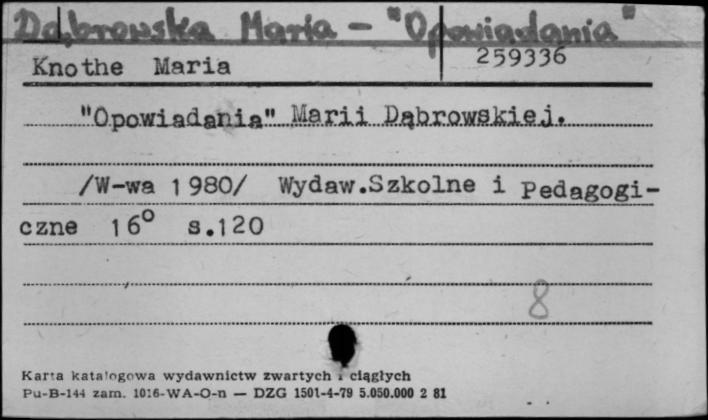 Dąbrowska Maria - "Opowiadania"
259336
Knothe Maria
"Opowiadania" Marii Dąbrowskiej.
/W-wa 1980/ Wydaw.Szkolne i Pedagogi-
czne 16° s.120
8
Karta katalogowa wydawnictw zwartych i ciągłych
Pu-B-144 zam. 1016-WA-O-n — DZG 1501-4-79 5.050.000 2 81